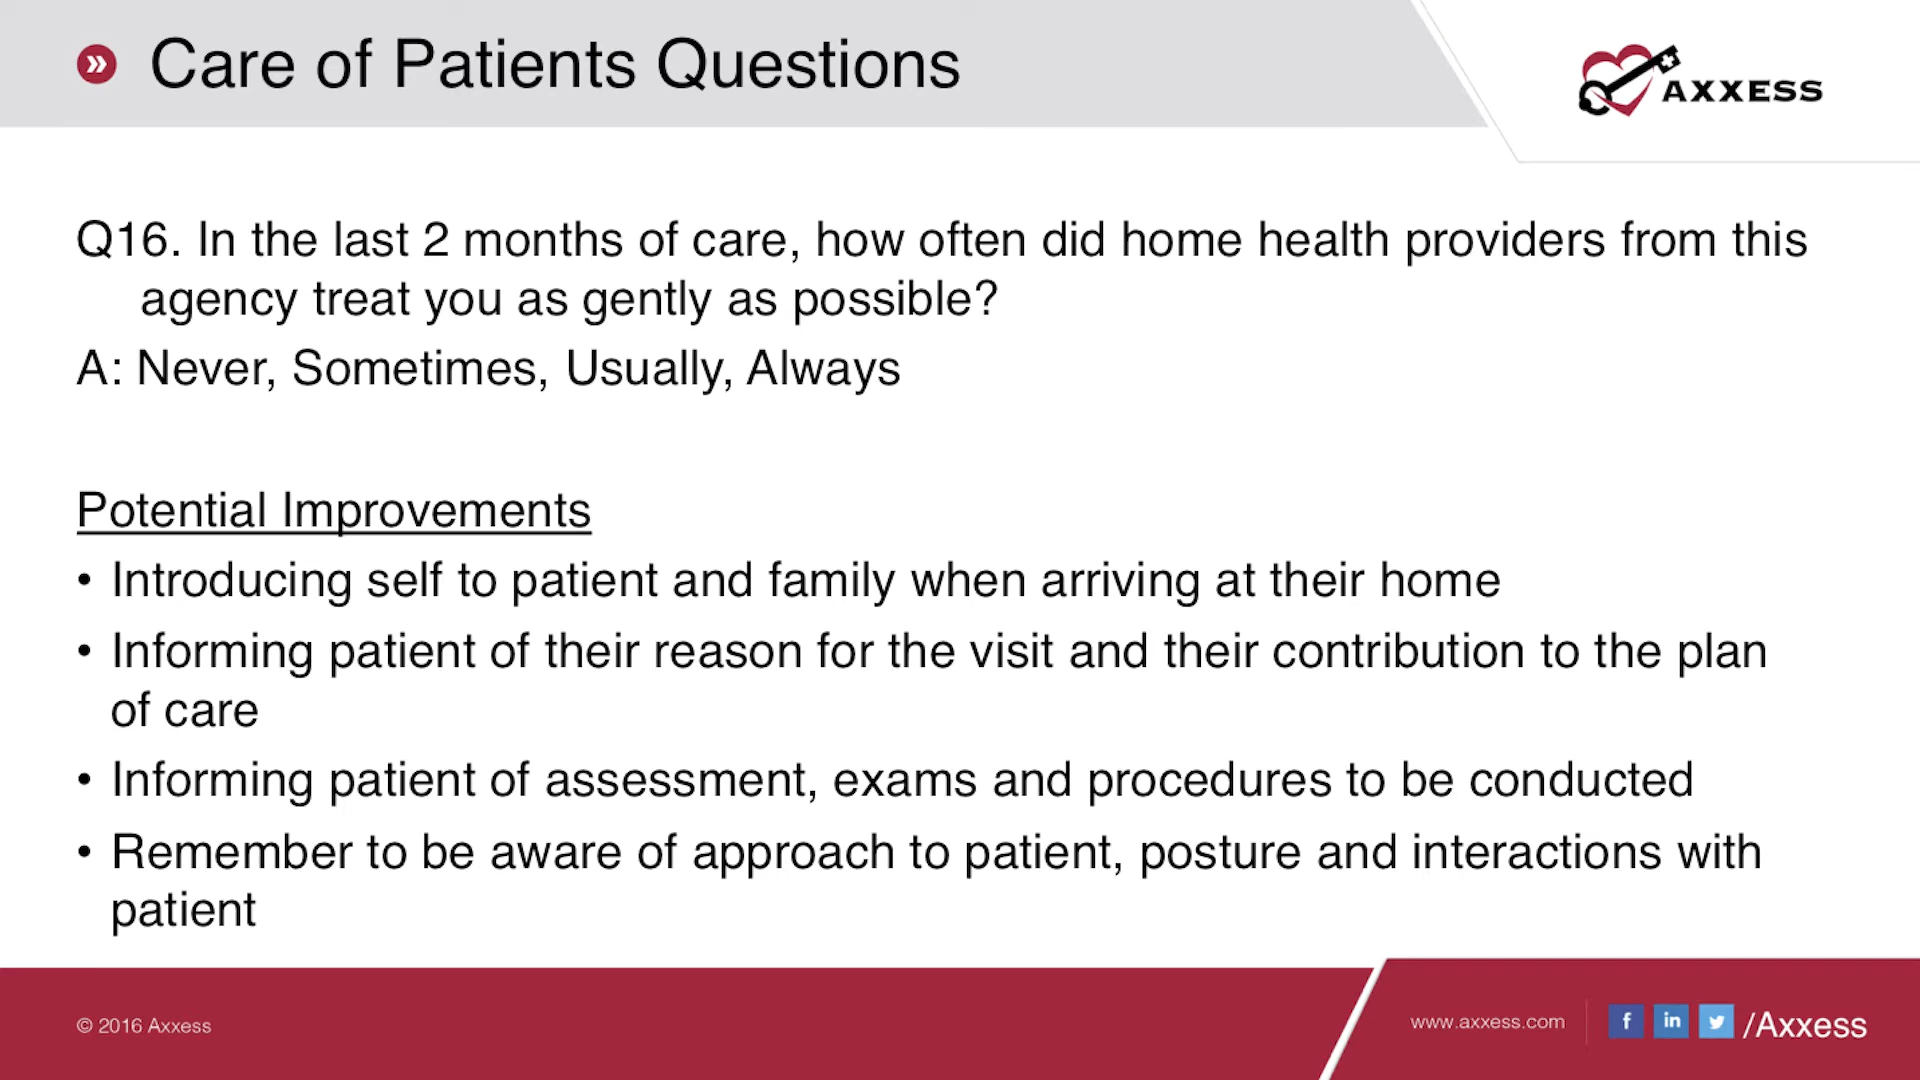 Care of Patients Questions
AXXESS
Q16. In the last 2 months of care, how often did home health providers from this
agency treat you as gently as possible?
A: Never, Sometimes, Usually, Always
Potential Improvements
• Introducing self to patient and family when arriving at their home
• Informing patient of their reason for the visit and their contribution to the plan
of care
• Informing patient of assessment, exams and procedures to be conducted
• Remember to be aware of approach to patient, posture and interactions with
patient
© 2016 Axxess
www.axxess.com
f in /Axxess